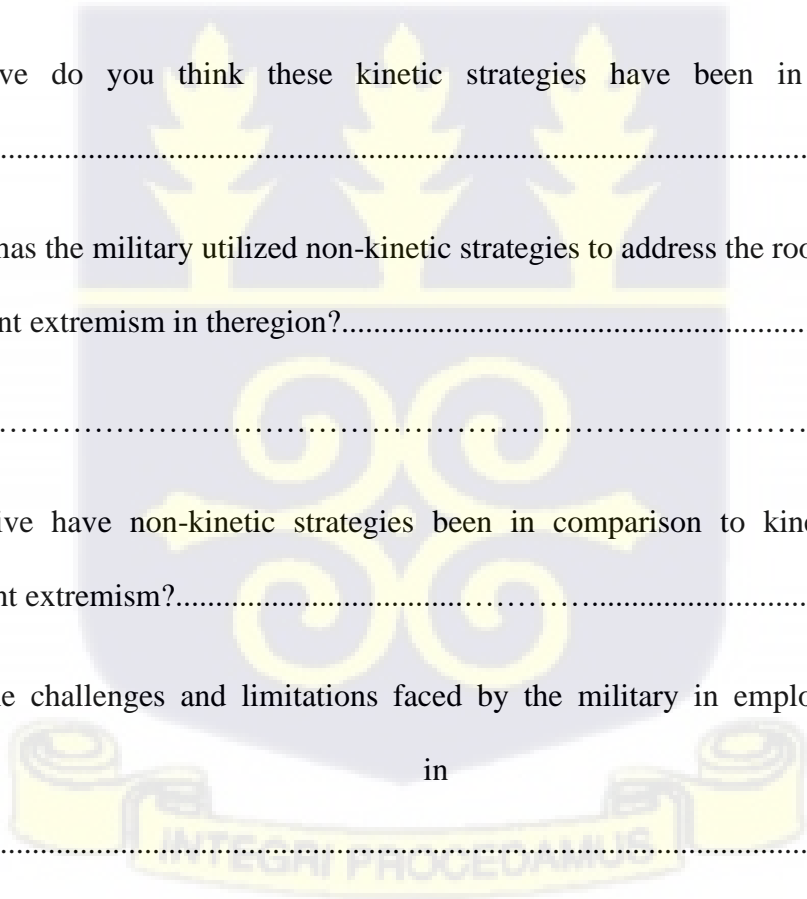 ve do you think these kinetic strategies have been in
....................................................................................................
has the military utilized non-kinetic strategies to address the roo
nt extremism in theregion?..........................................................
……………………………………………………………………
ive have non-kinetic strategies been in comparison to kine
nt extremism?....................................…………............................
e challenges and limitations faced by the military in emplo
in
....................................................................................................
INTEGRI PROCEDAMUS